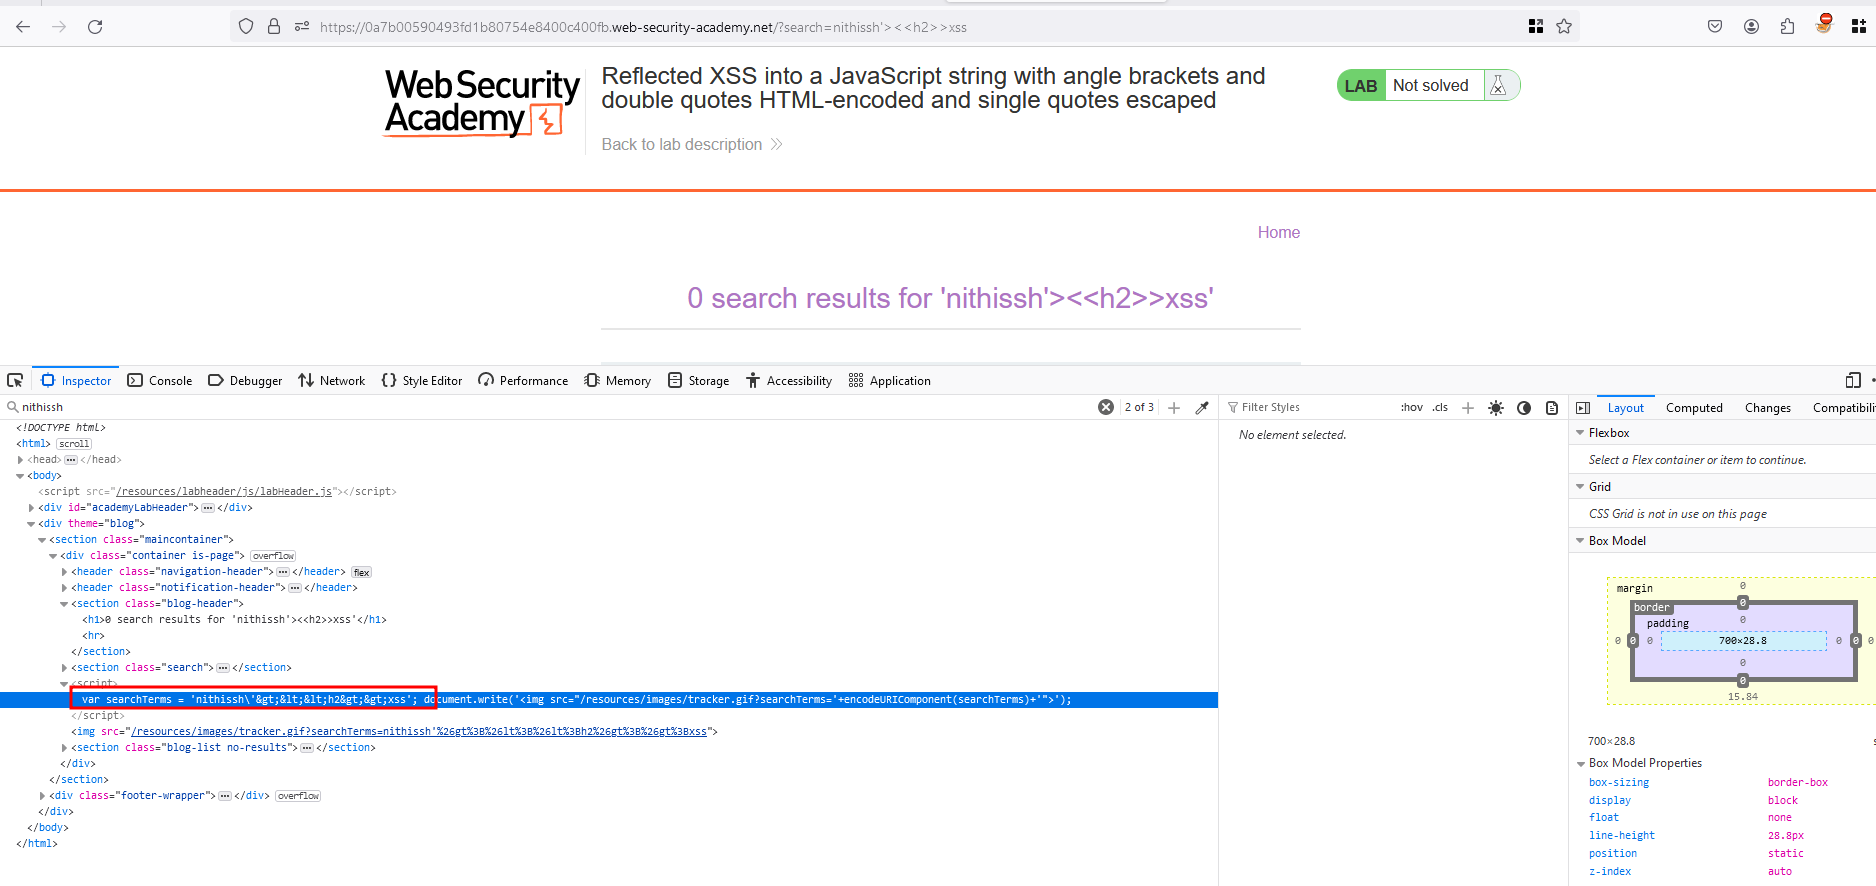 https://0a7b00590493fd1b80754e8400c400fb.web-security-academy.net/?search=nithissh'><<h2>>xss
WebSecurity
Academy
Reflected XSS into a JavaScript string with angle brackets and
double quotes HTML-encoded and single quotes escaped
Back to lab description
LAB Not solved
Home
0 search results for 'nithissh'><<h2>>xss'
Inspector Console Debugger Network Style Editor Performance Memory Storage Accessibility Application
nithissh 2 of 3
Filter Styles :hov .cls
Layout Computed Changes Compatibili
<!DOCTYPE html>
<html> scroll
<head> ... </head>
<body>
<script src="/resources/labheader/js/labHeader.js"></script>
<div id="academyLabHeader"> ... </div>
<div theme="blog">
<section class="maincontainer">
<div class="container is-page"> overflow
<header class="navigation-header"> ... </header> flex
<header class="notification-header"> ... </header>
<section class="blog-header">
<h1>0 search results for 'nithissh'><<h2>>xss'</h1>
<hr>
</section>
<section class="search"> ... </section>
<script>
var searchTerms = 'nithissh\'&gt;&lt;&lt;h2&gt;&gt;xss'; document.write('<img src="/resources/images/tracker.gif?searchTerms='+encodeURIComponent(searchTerms)+'">');
</script>
<img src="/resources/images/tracker.gif?searchTerms=nithissh'%26gt%3B%26lt%3B%26lt%3Bh2%26gt%3B%26gt%3Bxss">
<section class="blog-list no-results"> ... </section>
</div>
</section>
<div class="footer-wrapper"> ... </div> overflow
</div>
</body>
</html>
No element selected.
Flexbox
Select a Flex container or item to continue.
Grid
CSS Grid is not in use on this page
Box Model
margin
0
border
0
padding
0
0 0 0 700×28.8 0 0 0
0
0
15.84
700×28.8 s
Box Model Properties
box-sizing border-box
display block
float none
line-height 28.8px
position static
z-index auto